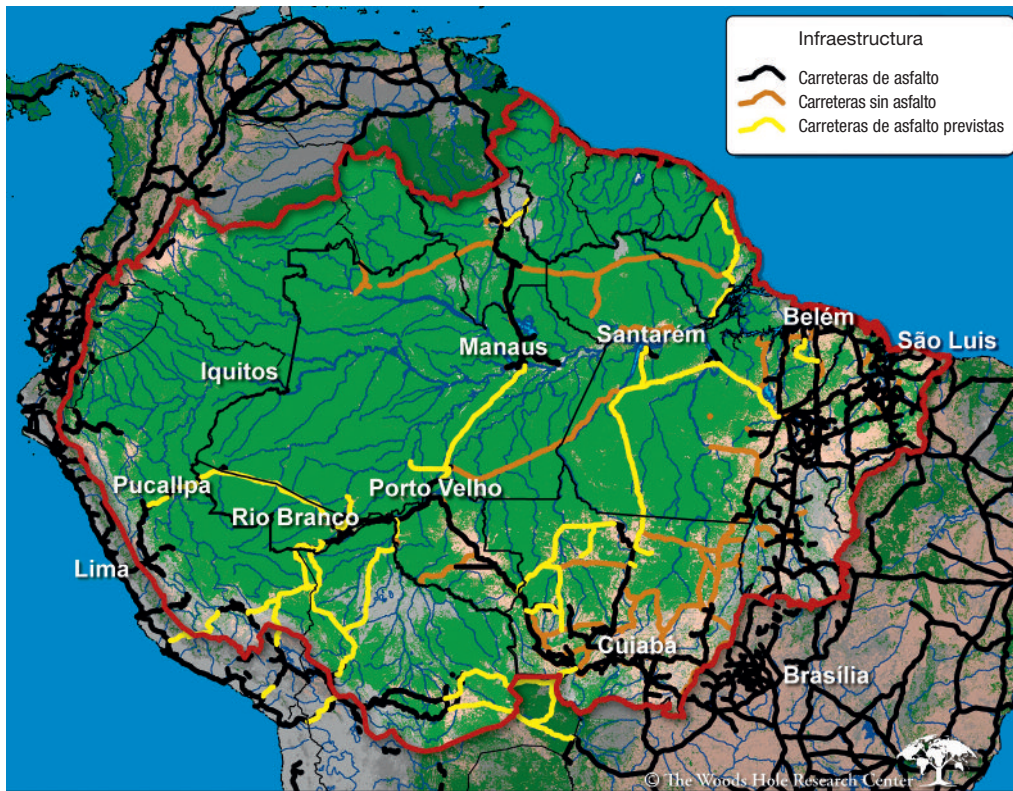 Infraestructura
Carreteras de asfalto
Carreteras sin asfalto
Carreteras de asfalto previstas
Belém
Santarém
Manaus
São Luis
Iquitos
Pucallpa
Porto Velho
Rio Branço
Lima
Cuiabá
Brasília
© The Woods Hole Research Center